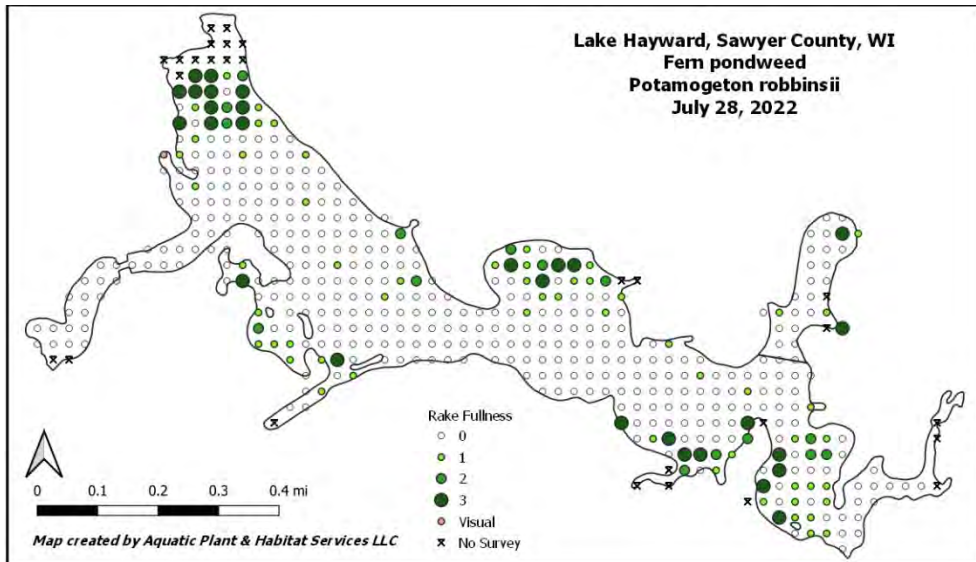 Lake Hayward, Sawyer County, WI
Fern pondweed
Potamogeton robbinsii
July 28, 2022
Rake Fullness
0
1
2
3
Visual
No Survey
0 0.1 0.2 0.3 0.4 mi
Map created by Aquatic Plant & Habitat Services LLC